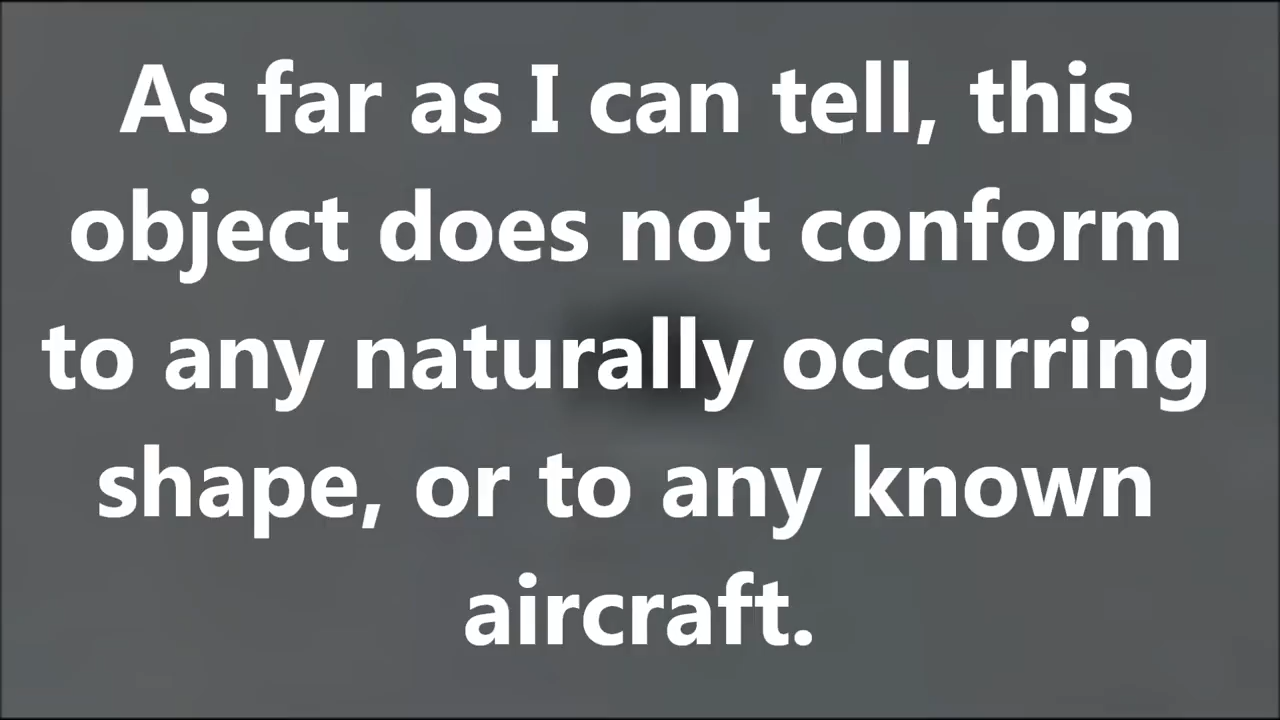 As far as I can tell, this
object does not conform
to any naturally occurring
shape, or to any known
aircraft.